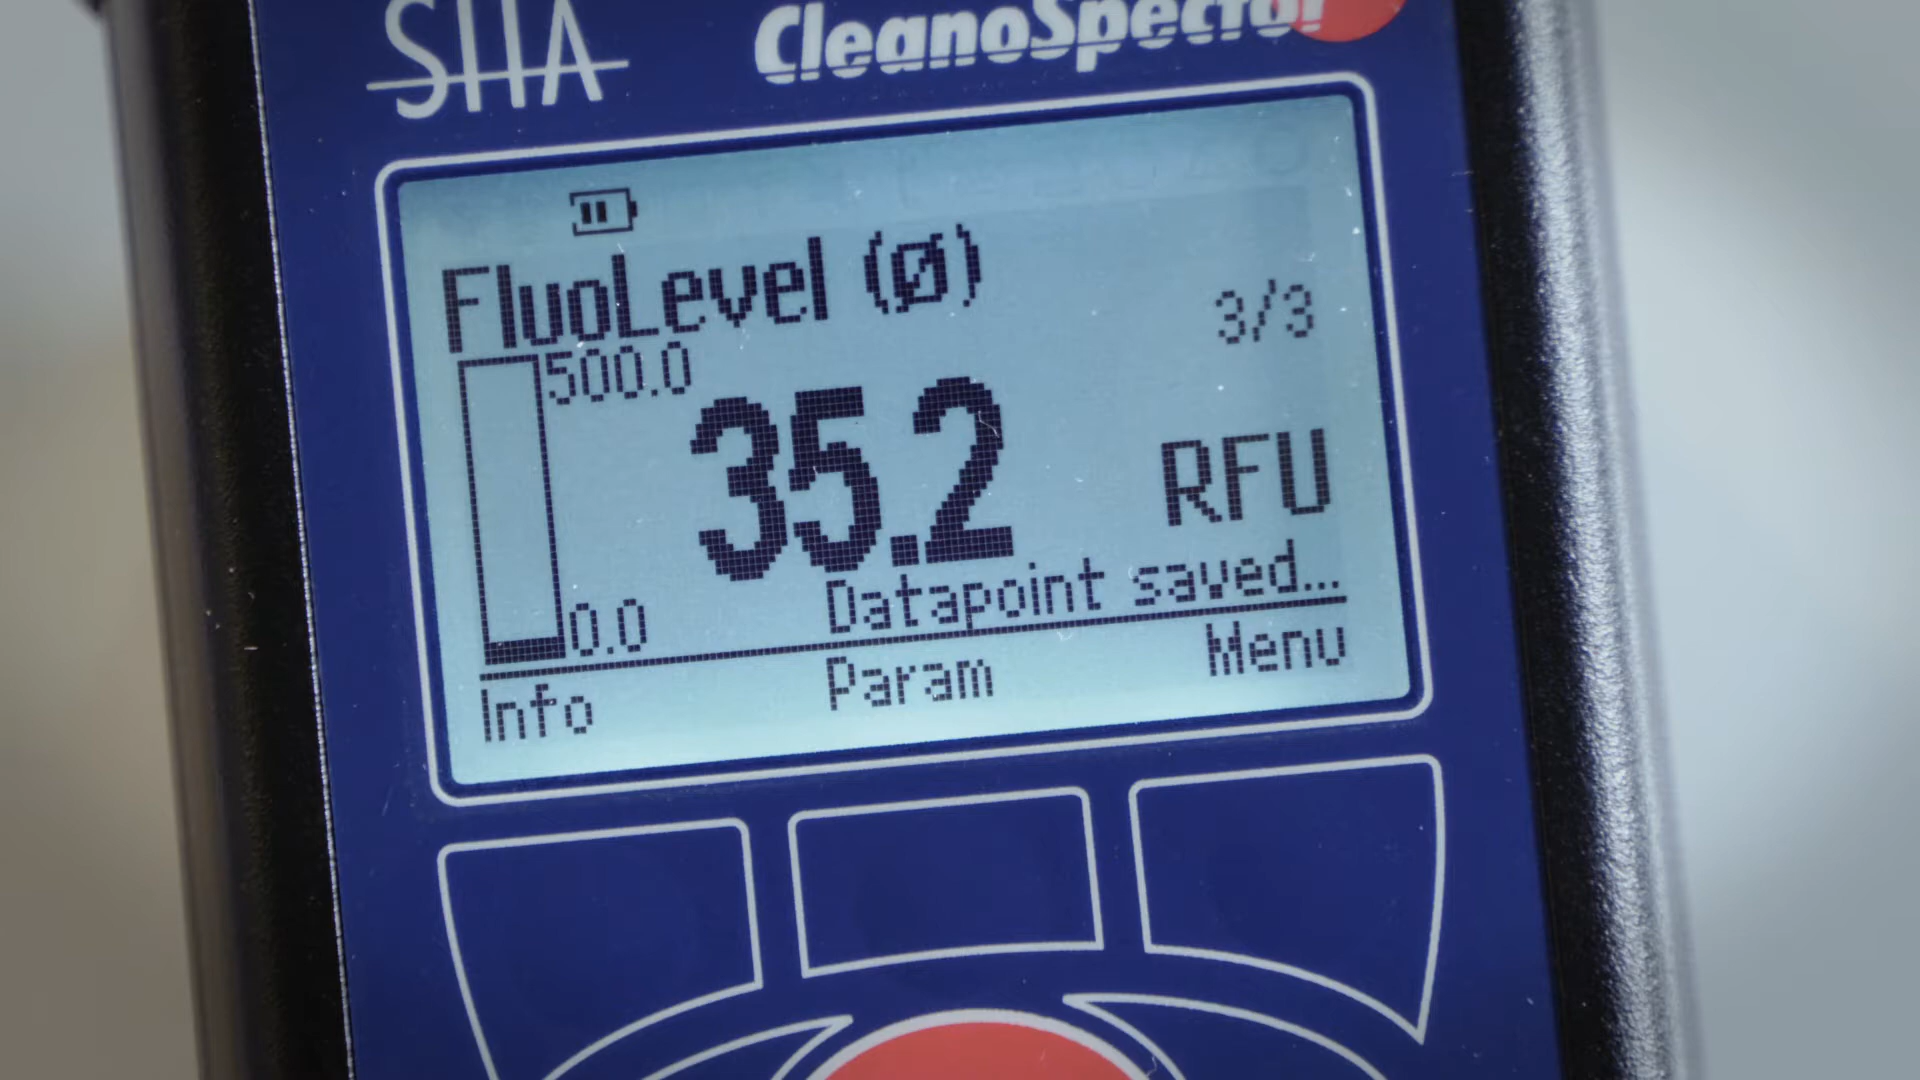 SITA CleanoSpector
FluoLevel (Ø)
3/3
500.0
35.2 RFU
0.0
Datapoint saved...
Info Param Menu